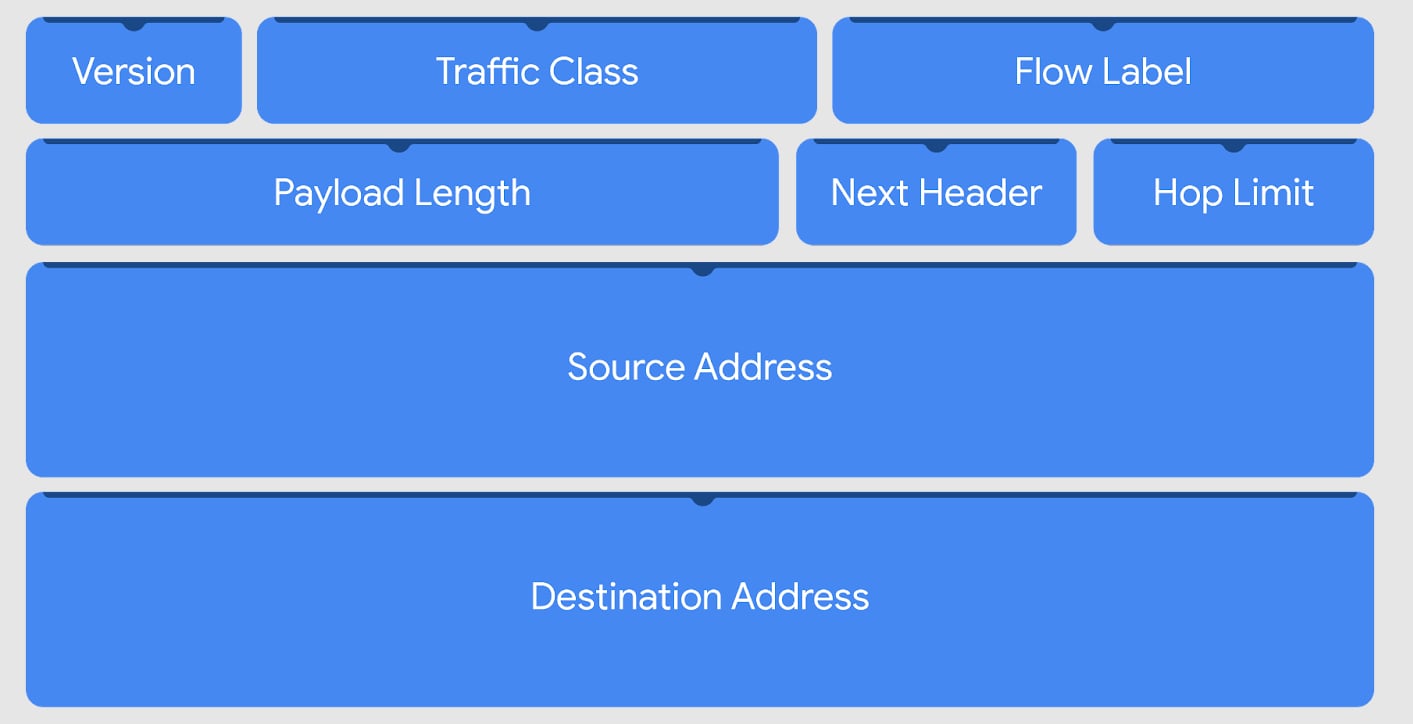 Version
Traffic Class
Flow Label
Payload Length
Next Header
Hop Limit
Source Address
Destination Address